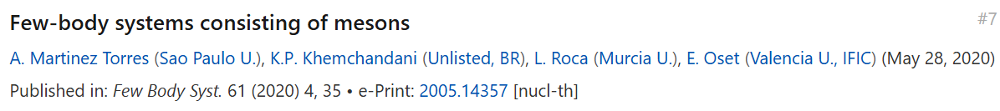 Few-body systems consisting of mesons
#7
A. Martinez Torres (Sao Paulo U.), K.P. Khemchandani (Unlisted, BR), L. Roca (Murcia U.), E. Oset (Valencia U., IFIC) (May 28, 2020)
Published in: Few Body Syst. 61 (2020) 4, 35 • e-Print: 2005.14357 [nucl-th]